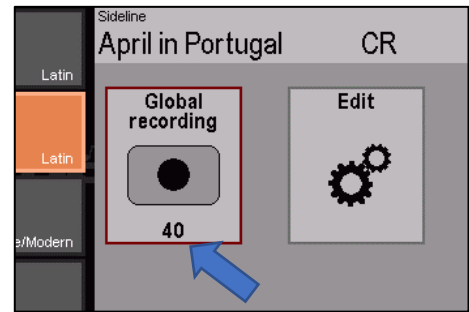 Sideline
April in Portugal CR
Latin
Global recording
Edit
Latin
40
e/Modern